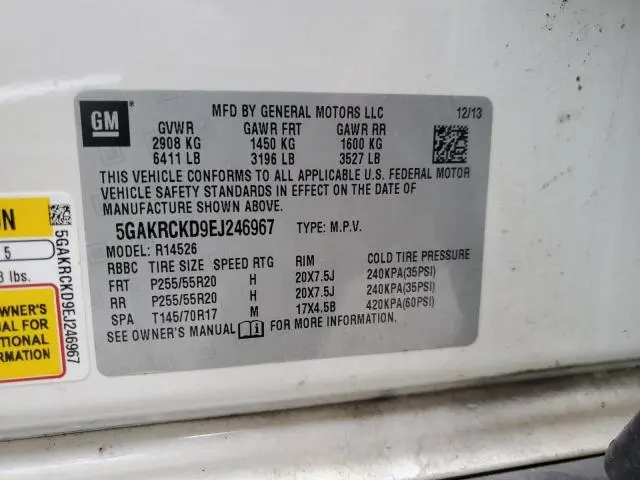 GM
MFD BY GENERAL MOTORS LLC 12/13
GVWR GAWR FRT GAWR RR
2908 KG 1450 KG 1600 KG
6411 LB 3196 LB 3527 LB
THIS VEHICLE CONFORMS TO ALL APPLICABLE U.S. FEDERAL MOTOR
VEHICLE SAFETY STANDARDS IN EFFECT ON THE DATE OF
MANUFACTURE SHOWN ABOVE.
5GAKRCKD9EJ246967 TYPE: M.P.V.
MODEL: R14526
RBBC TIRE SIZE SPEED RTG RIM COLD TIRE PRESSURE
FRT P255/55R20 H 20X7.5J 240KPA(35PSI)
RR P255/55R20 H 20X7.5J 240KPA(35PSI)
SPA T145/70R17 M 17X4.5B 420KPA(60PSI)
SEE OWNER'S MANUAL i FOR MORE INFORMATION.
5GAKRCKD9EJ246967
5
lbs.
OWNER'S
FOR